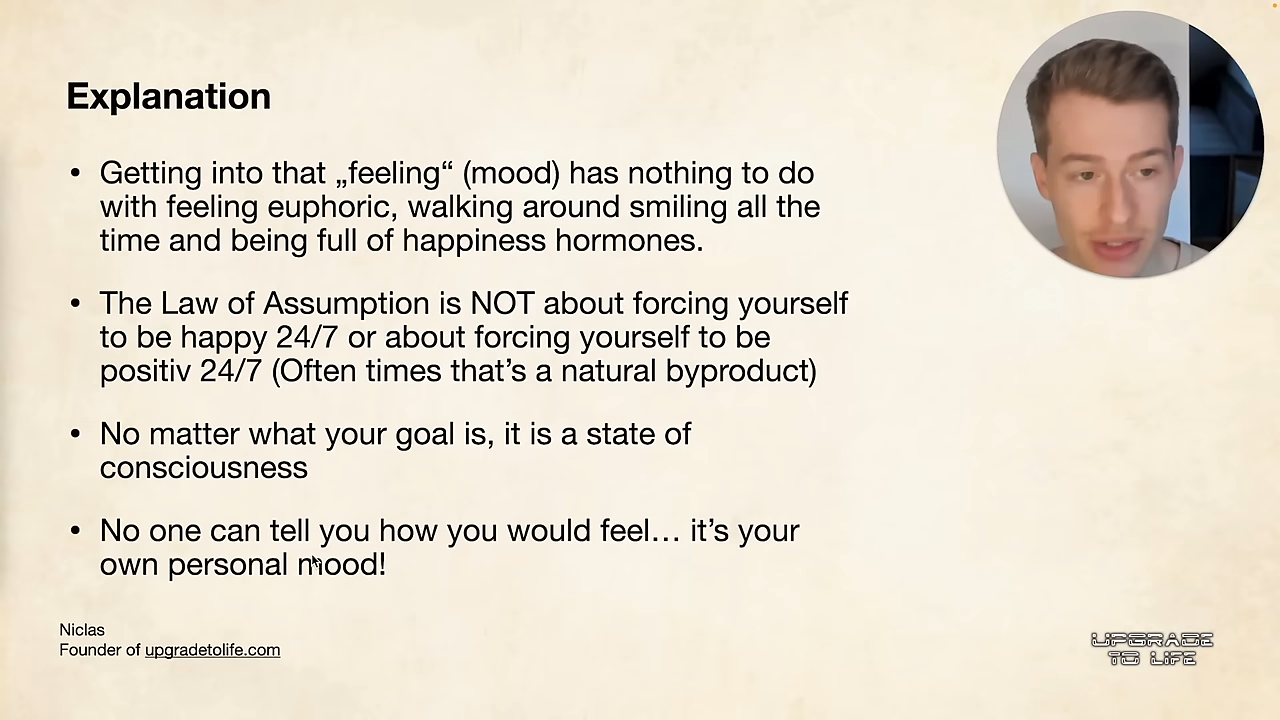 Explanation
• Getting into that „feeling“ (mood) has nothing to do
with feeling euphoric, walking around smiling all the
time and being full of happiness hormones.
• The Law of Assumption is NOT about forcing yourself
to be happy 24/7 or about forcing yourself to be
positiv 24/7 (Often times that’s a natural byproduct)
• No matter what your goal is, it is a state of
consciousness
• No one can tell you how you would feel… it’s your
own personal mood!
Niclas
Founder of upgradetolife.com
UPGRADE
TO LIFE